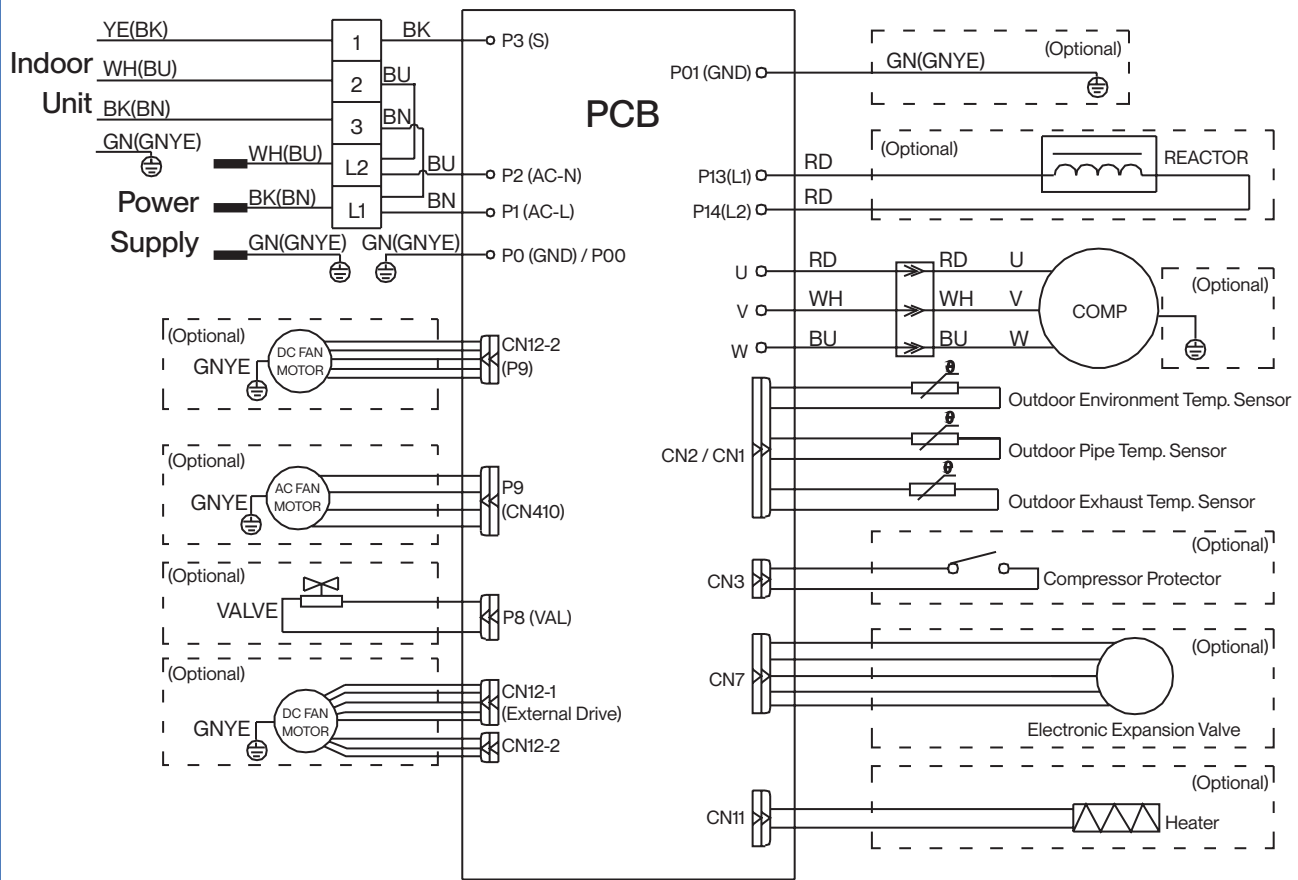 YE(BK)
1
BK
P3 (S)
Indoor
Unit
WH(BU)
2
BU
BK(BN)
3
BN
GN(GNYE)
WH(BU)
L2
BU
P2 (AC-N)
Power
Supply
BK(BN)
L1
BN
P1 (AC-L)
GN(GNYE)
GN(GNYE)
P0 (GND) / P00
(Optional)
DC FAN
MOTOR
GNYE
CN12-2
(P9)
(Optional)
AC FAN
MOTOR
GNYE
P9
(CN410)
(Optional)
VALVE
P8 (VAL)
(Optional)
DC FAN
MOTOR
GNYE
CN12-1
(External Drive)
CN12-2
PCB
P01 (GND)
GN(GNYE)
(Optional)
(Optional)
P13(L1)
RD
REACTOR
P14(L2)
RD
U
RD
RD
U
V
WH
WH
V
W
BU
BU
W
COMP
(Optional)
CN2 / CN1
θ
Outdoor Environment Temp. Sensor
θ
Outdoor Pipe Temp. Sensor
θ
Outdoor Exhaust Temp. Sensor
(Optional)
CN3
Compressor Protector
(Optional)
CN7
Electronic Expansion Valve
(Optional)
CN11
Heater